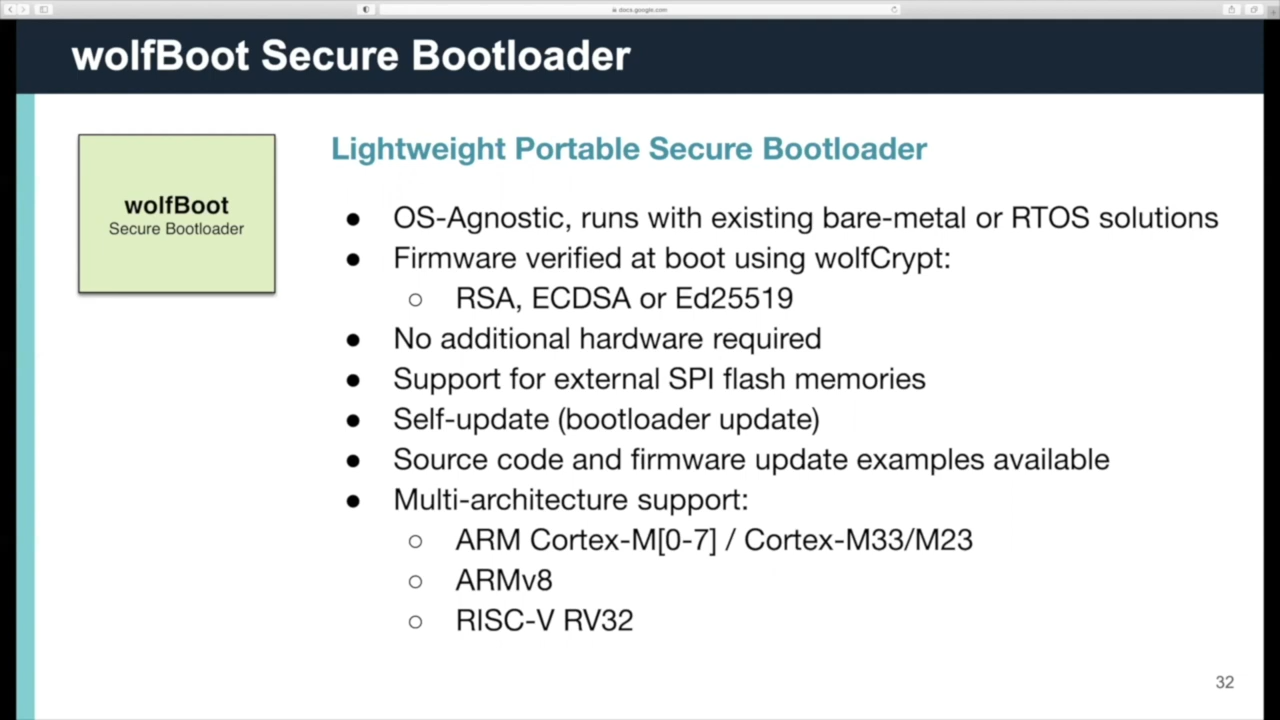 docs.google.com
wolfBoot Secure Bootloader
wolfBoot
Secure Bootloader
Lightweight Portable Secure Bootloader
● OS-Agnostic, runs with existing bare-metal or RTOS solutions
● Firmware verified at boot using wolfCrypt:
○ RSA, ECDSA or Ed25519
● No additional hardware required
● Support for external SPI flash memories
● Self-update (bootloader update)
● Source code and firmware update examples available
● Multi-architecture support:
○ ARM Cortex-M[0-7] / Cortex-M33/M23
○ ARMv8
○ RISC-V RV32
32